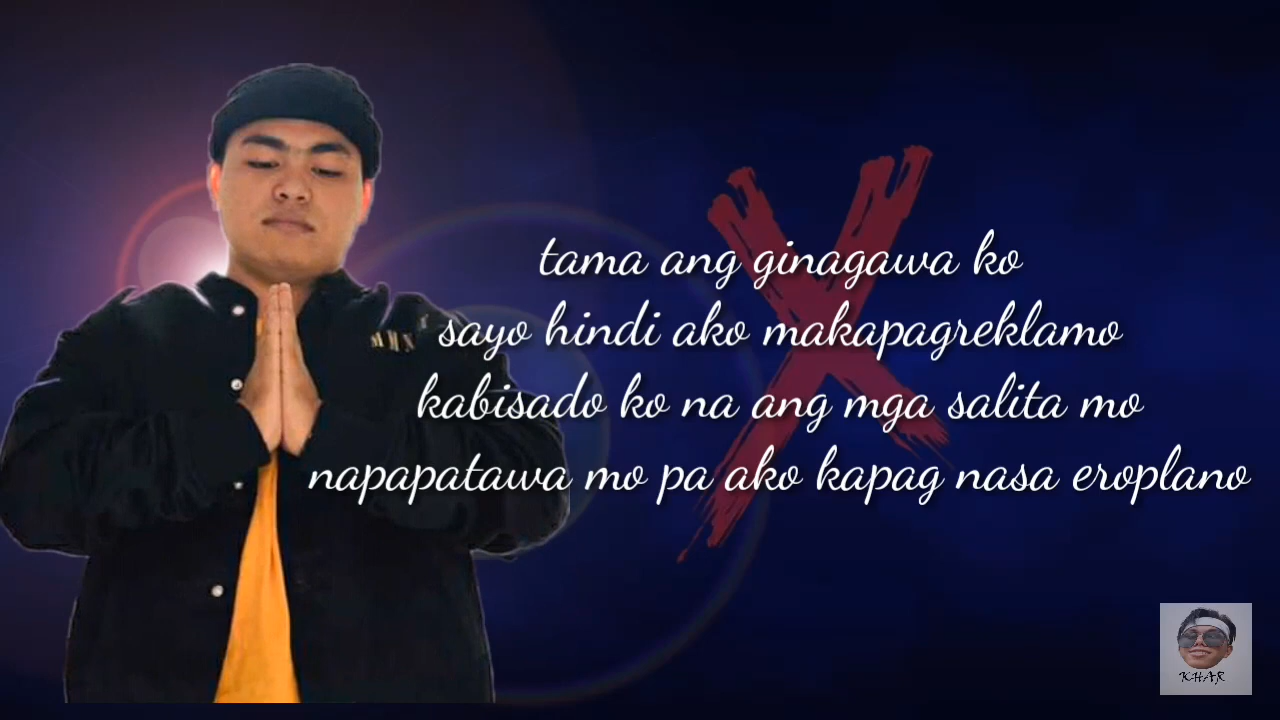 tama ang ginagawa ko
sayo hindi ako makapagreklamo
kabisado ko na ang mga salita mo
napapatawa mo pa ako kapag nasa eroplano
KHAR